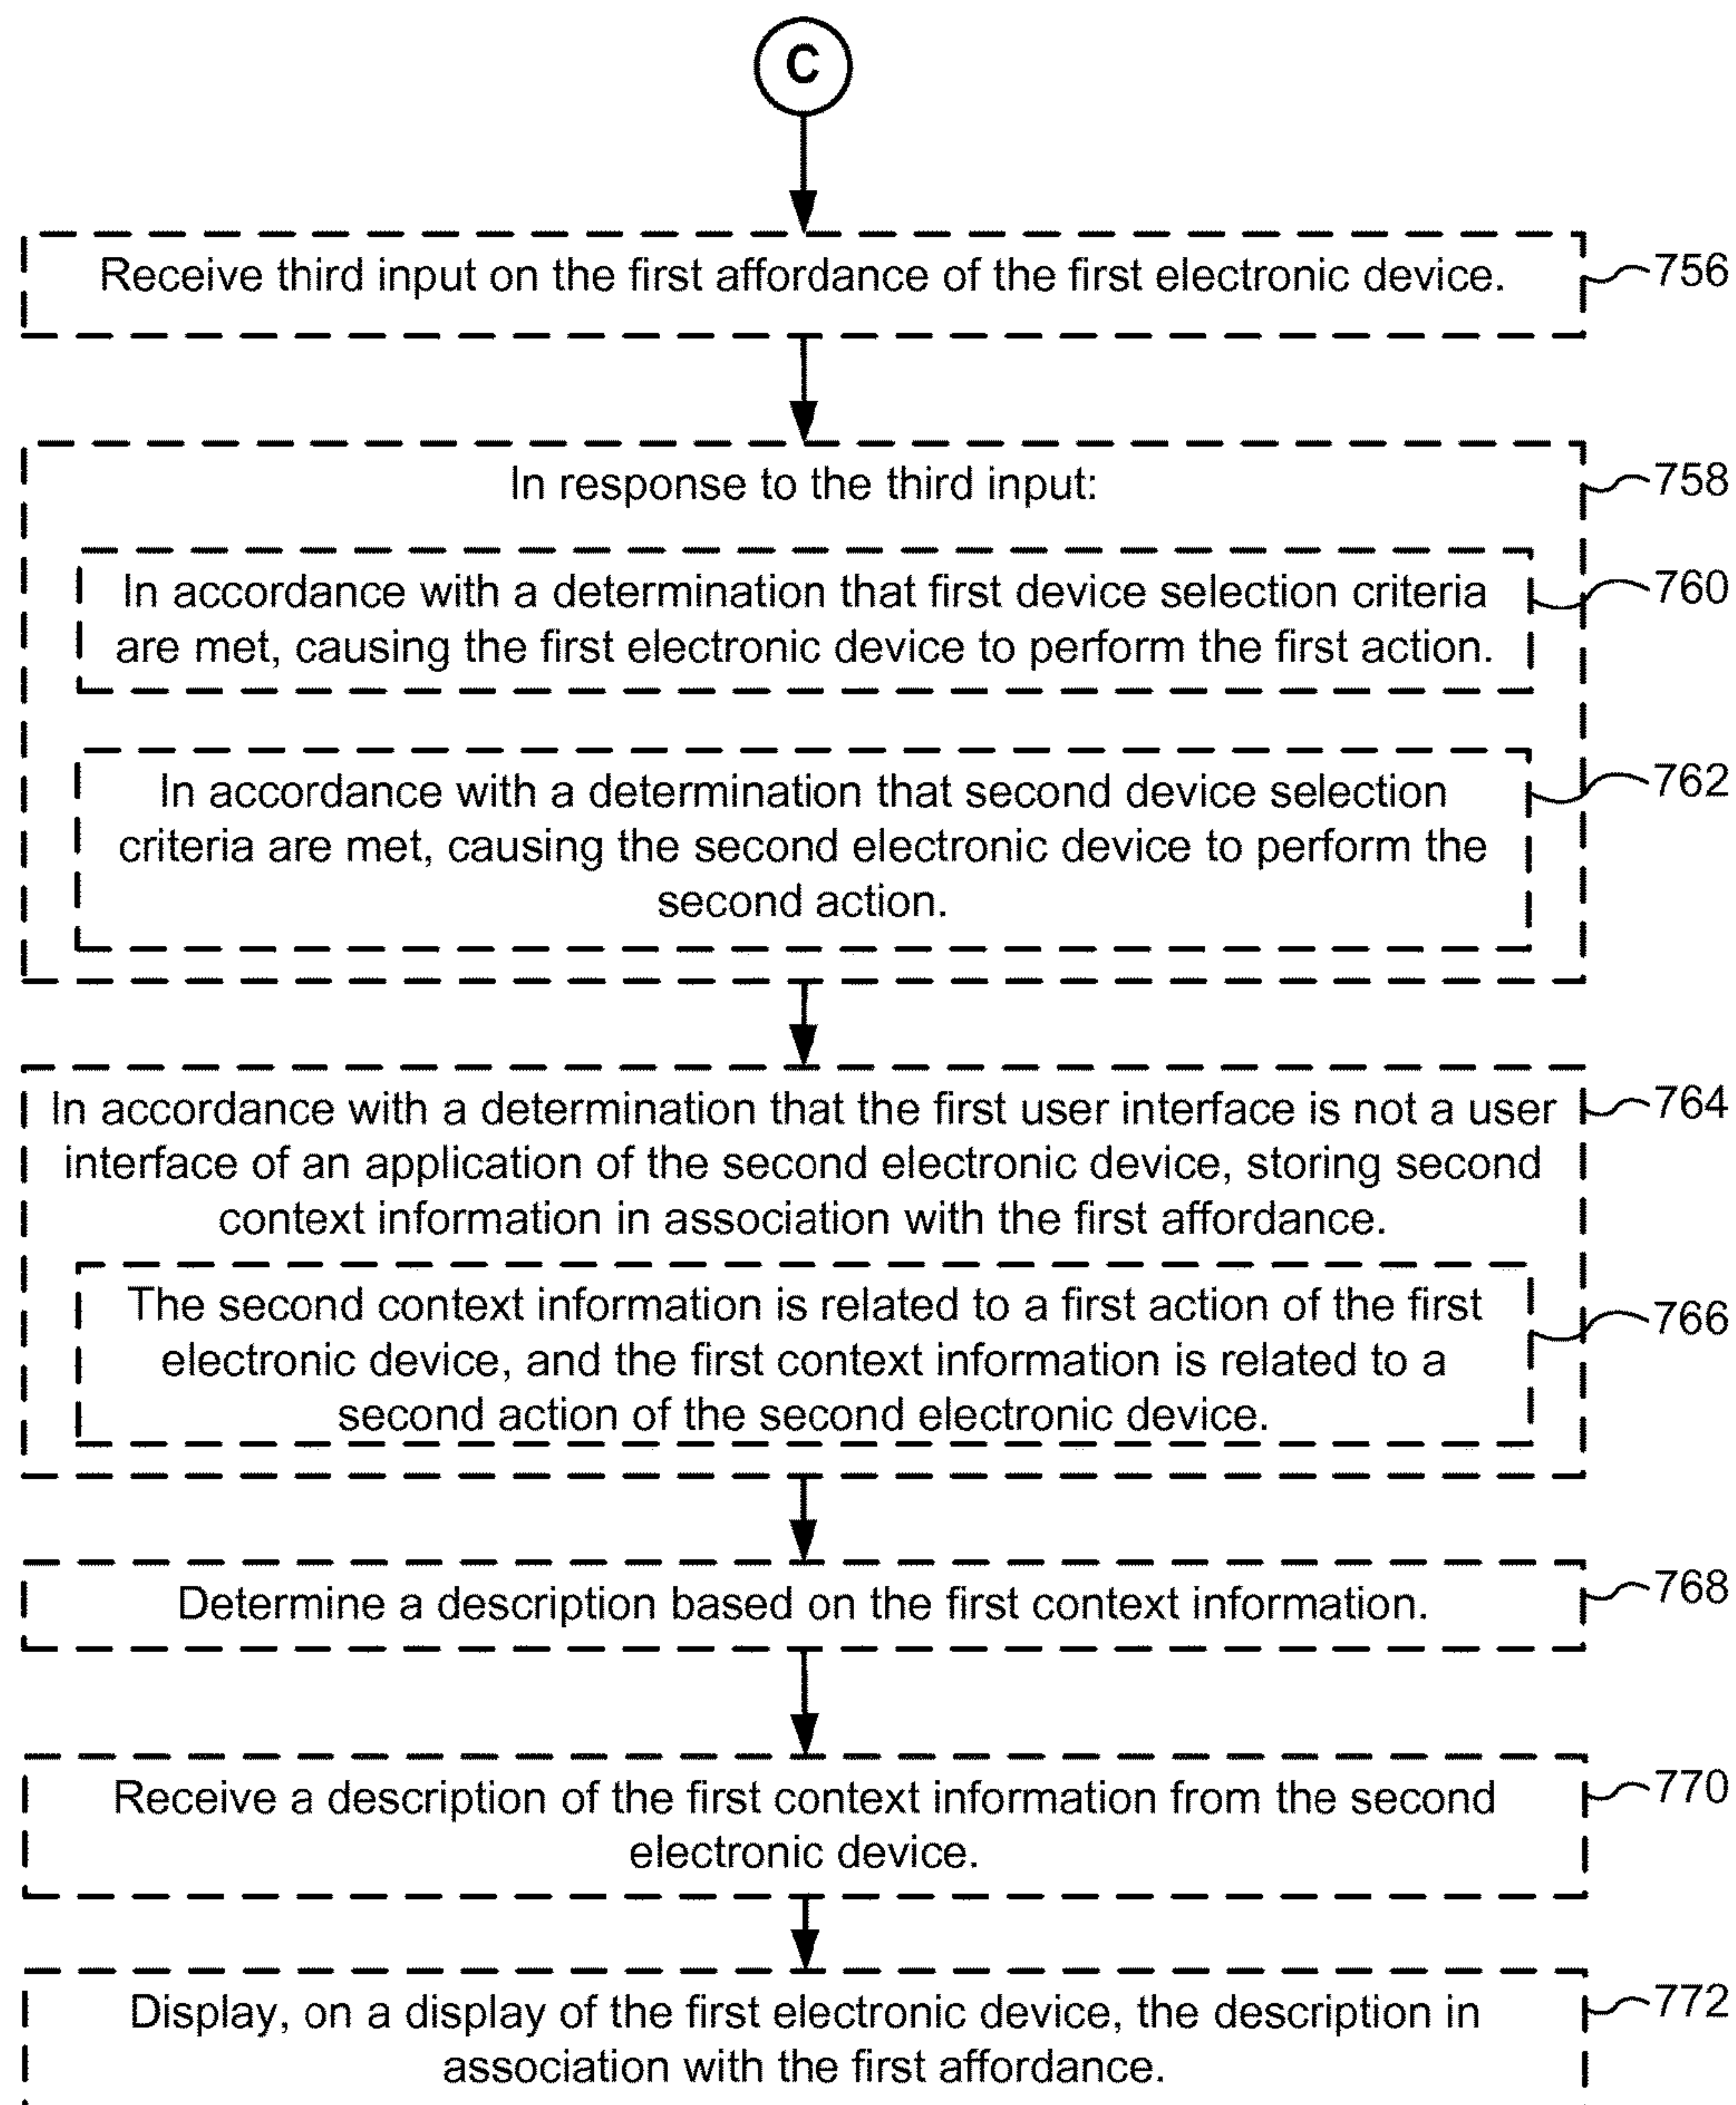 C
Receive third input on the first affordance of the first electronic device.
756
In response to the third input:
758
In accordance with a determination that first device selection criteria
are met, causing the first electronic device to perform the first action.
760
In accordance with a determination that second device selection
criteria are met, causing the second electronic device to perform the
second action.
762
In accordance with a determination that the first user interface is not a user
interface of an application of the second electronic device, storing second
context information in association with the first affordance.
764
The second context information is related to a first action of the first
electronic device, and the first context information is related to a
second action of the second electronic device.
766
Determine a description based on the first context information.
768
Receive a description of the first context information from the second
electronic device.
770
Display, on a display of the first electronic device, the description in
association with the first affordance.
772